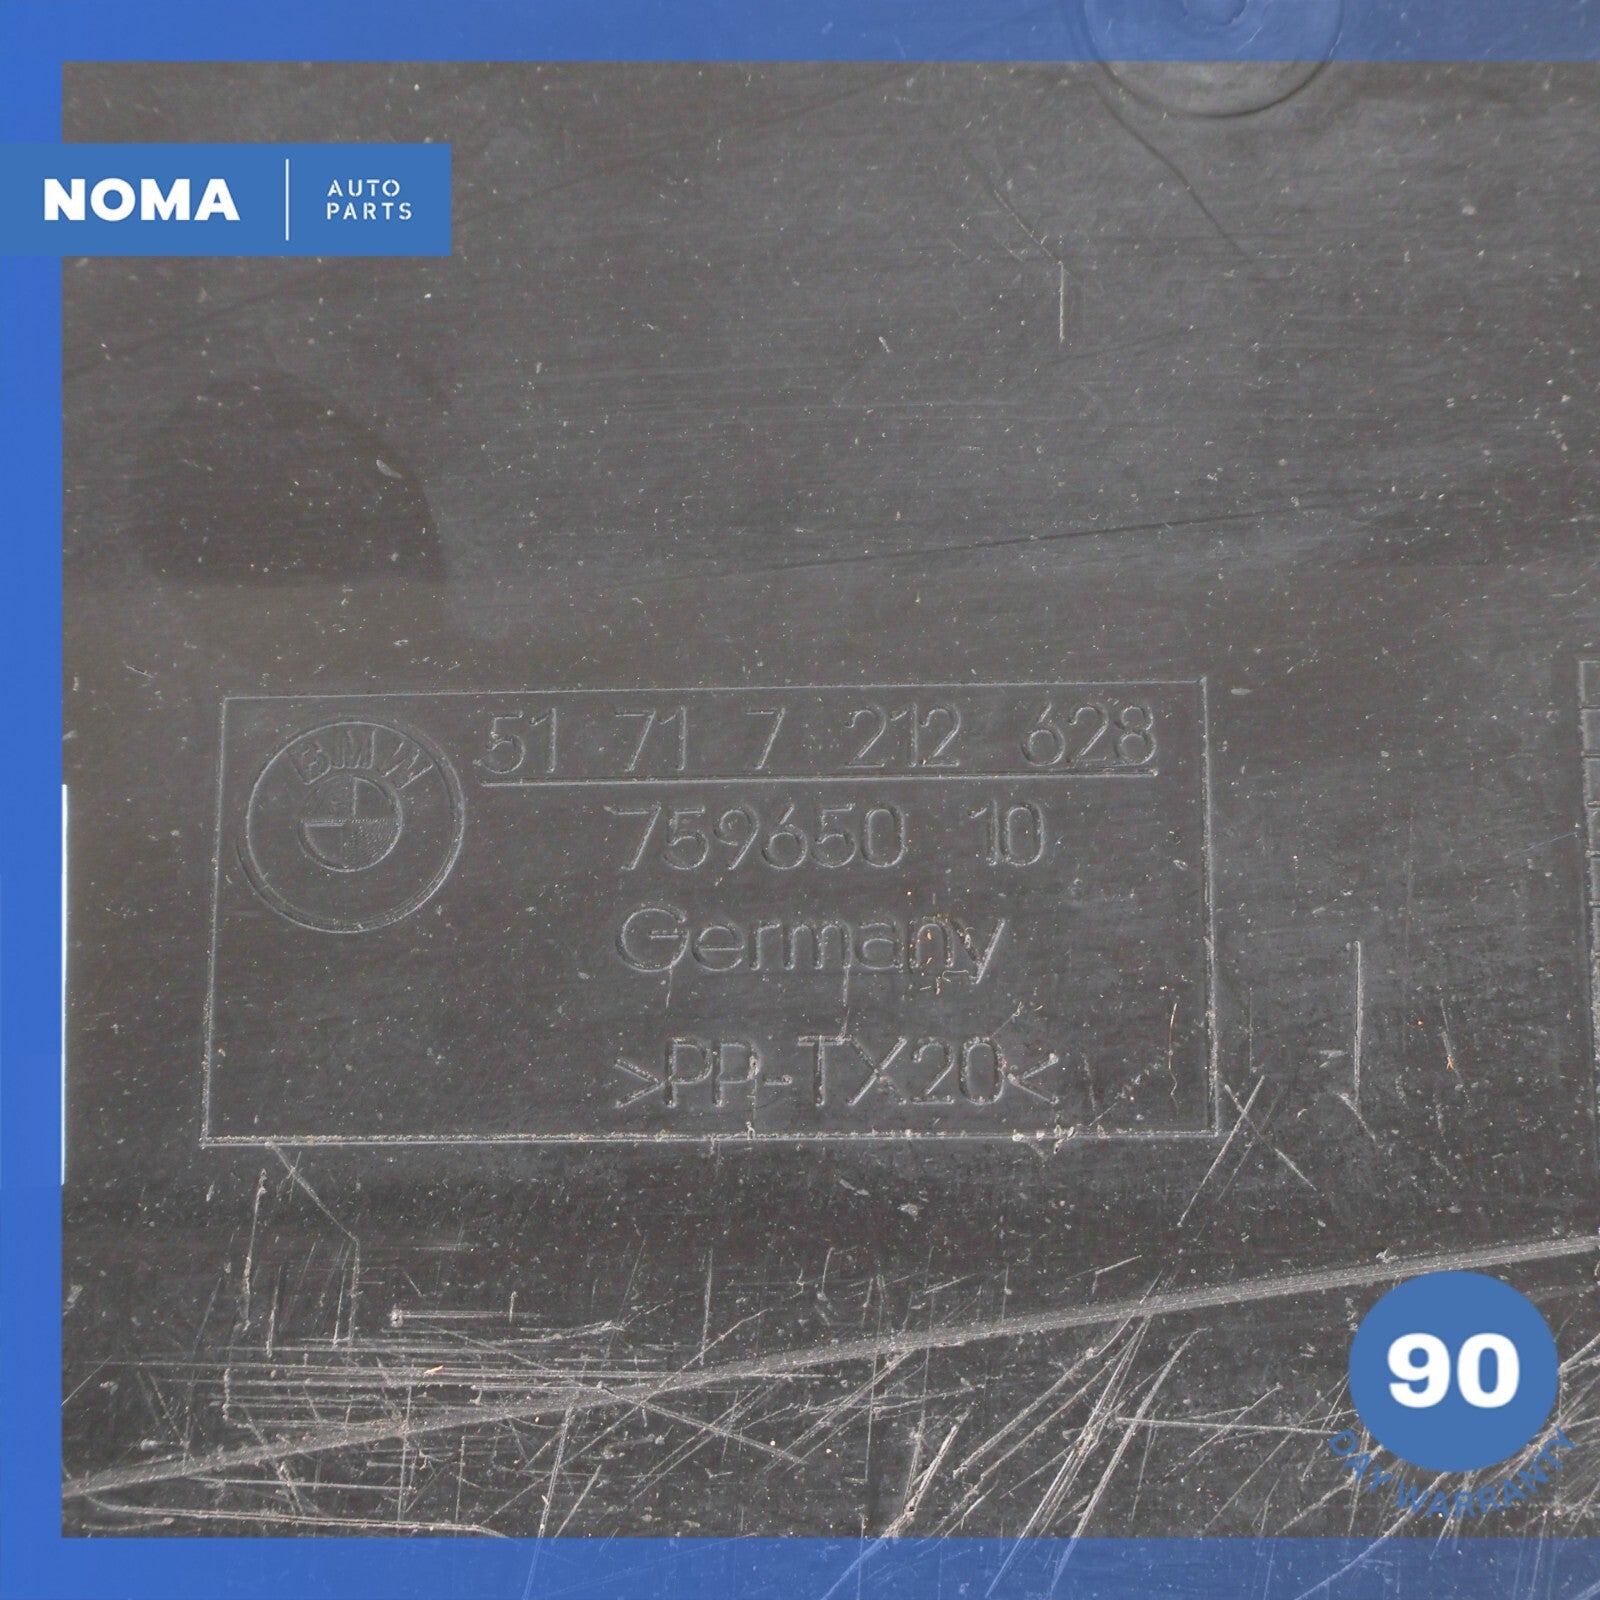 NOMA
AUTO
PARTS
BMW
51 71 7 212 628
759650 10
Germany
>PP-TX20<
90
DAY WARRANTY